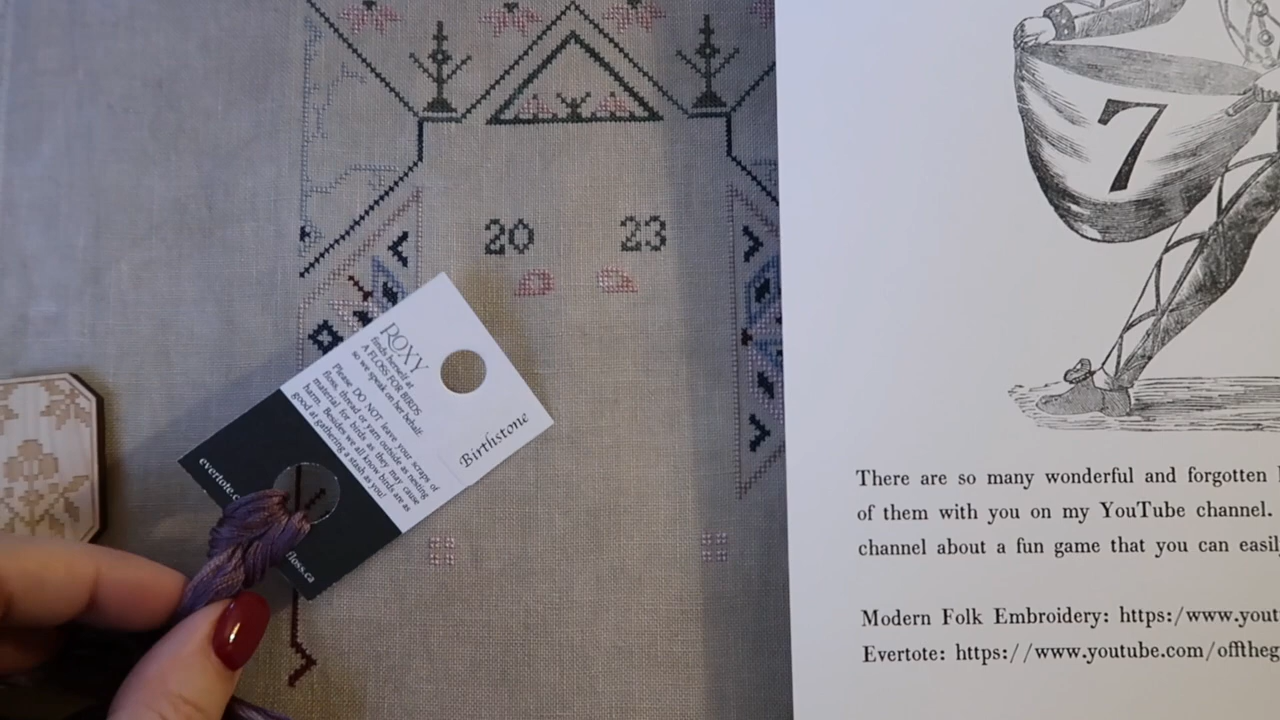 20 23
ROXY
finds herself at
A FLOSS FOR BIRDS
so we speak on her behalf.
Please DO NOT leave your scraps of
floss, thread or yarn outside as nesting
material for birds as they may cause
harm. Besides we all know birds are as
good at gathering a stash as you!
Birthstone
evertote.c
floss.ca
7
There are so many wonderful and forgotten
of them with you on my YouTube channel.
channel about a fun game that you can easil
Modern Folk Embroidery: https:/www.yout
Evertote: https://www.youtube.com/offtheg